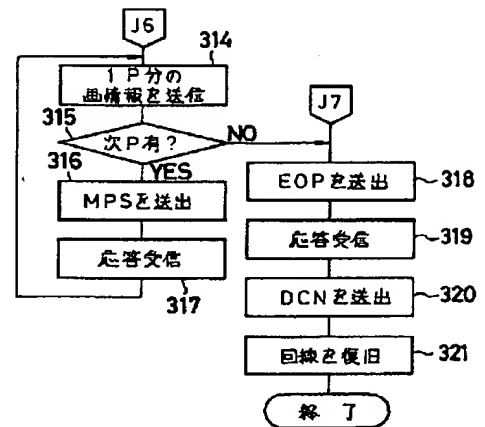 J6
314
1P分の
画情報を送信
315
次P有?
NO
YES
316
MPSを送出
応答受信
317
J7
EOPを送出
318
応答受信
319
DCNを送出
320
回線を復旧
321
終了